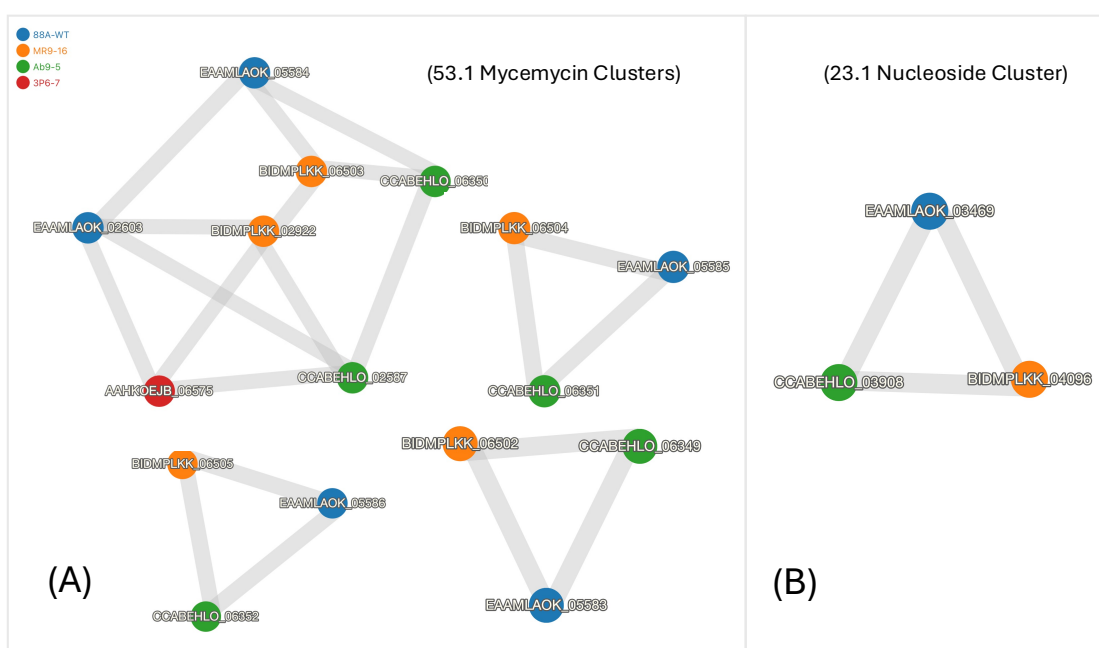 88A-WT
MR9-16
Ab9-5
3P6-7
(53.1 Mycemycin Clusters)
(23.1 Nucleoside Cluster)
EAAMLAOK_05584
BIDMPLKK_06503
CCABEHLO_06350
EAAMLAOK_02603
BIDMPLKK_02922
AAHKOEJB_06575
CCABEHLO_02587
BIDMPLKK_06504
EAAMLAOK_05585
CCABEHLO_06351
BIDMPLKK_06505
EAAMLAOK_05586
CCABEHLO_06352
BIDMPLKK_06502
CCABEHLO_06349
EAAMLAOK_05583
(A)
EAAMLAOK_03469
CCABEHLO_03908
BIDMPLKK_04096
(B)